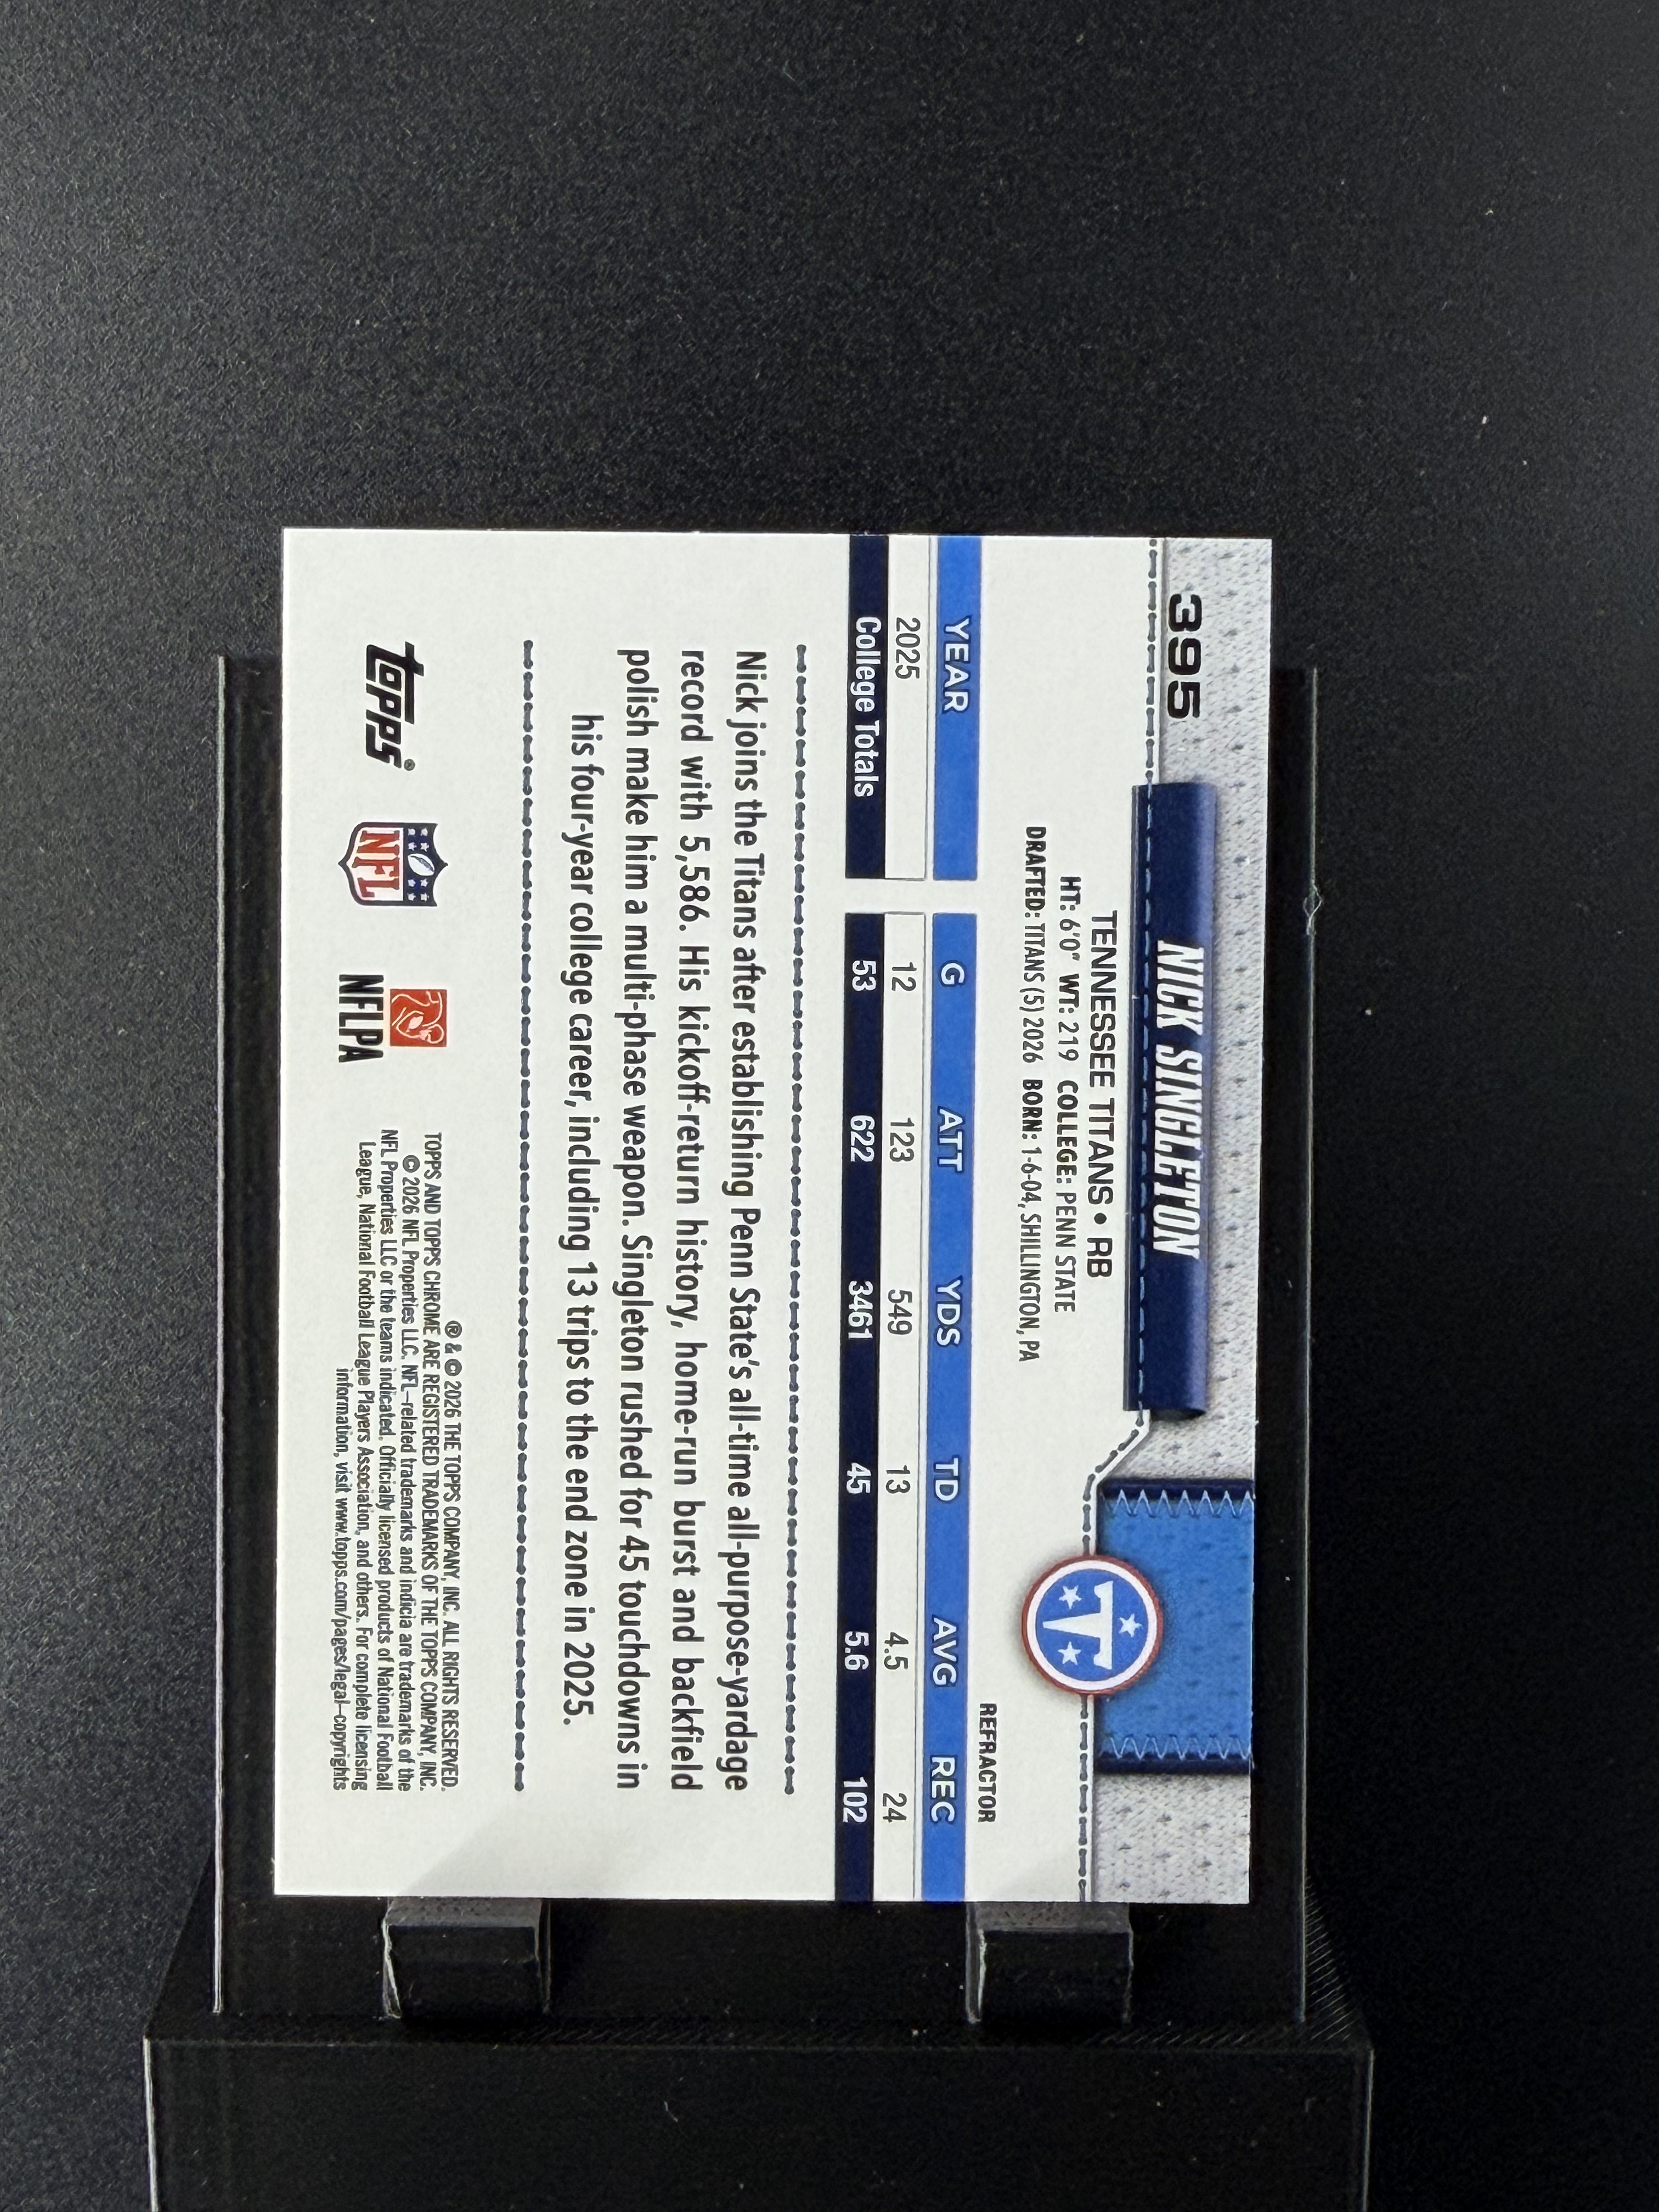 395
NICK SINGLETON
TENNESSEE TITANS • RB
HT: 6'0" WT: 219 COLLEGE: PENN STATE
DRAFTED: TITANS (5) 2026 BORN: 1-6-04, SHILLINGTON, PA
T
REFRACTOR
YEAR G ATT YDS TD AVG REC
2025 12 123 549 13 4.5 24
College Totals 53 622 3461 45 5.6 102
Nick joins the Titans after establishing Penn State's all-time all-purpose-yardage
record with 5,586. His kickoff-return history, home-run burst and backfield
polish make him a multi-phase weapon. Singleton rushed for 45 touchdowns in
his four-year college career, including 13 trips to the end zone in 2025.
topps®
NFL
NFLPA
® & © 2026 THE TOPPS COMPANY, INC. ALL RIGHTS RESERVED.
TOPPS AND TOPPS CHROME ARE REGISTERED TRADEMARKS OF THE TOPPS COMPANY, INC.
© 2026 NFL Properties LLC. NFL-related trademarks and indicia are trademarks of the
NFL Properties LLC or the teams indicated. Officially licensed products of National Football
League, National Football League Players Association, and others. For complete licensing
information, visit www.topps.com/pages/legal-copyrights